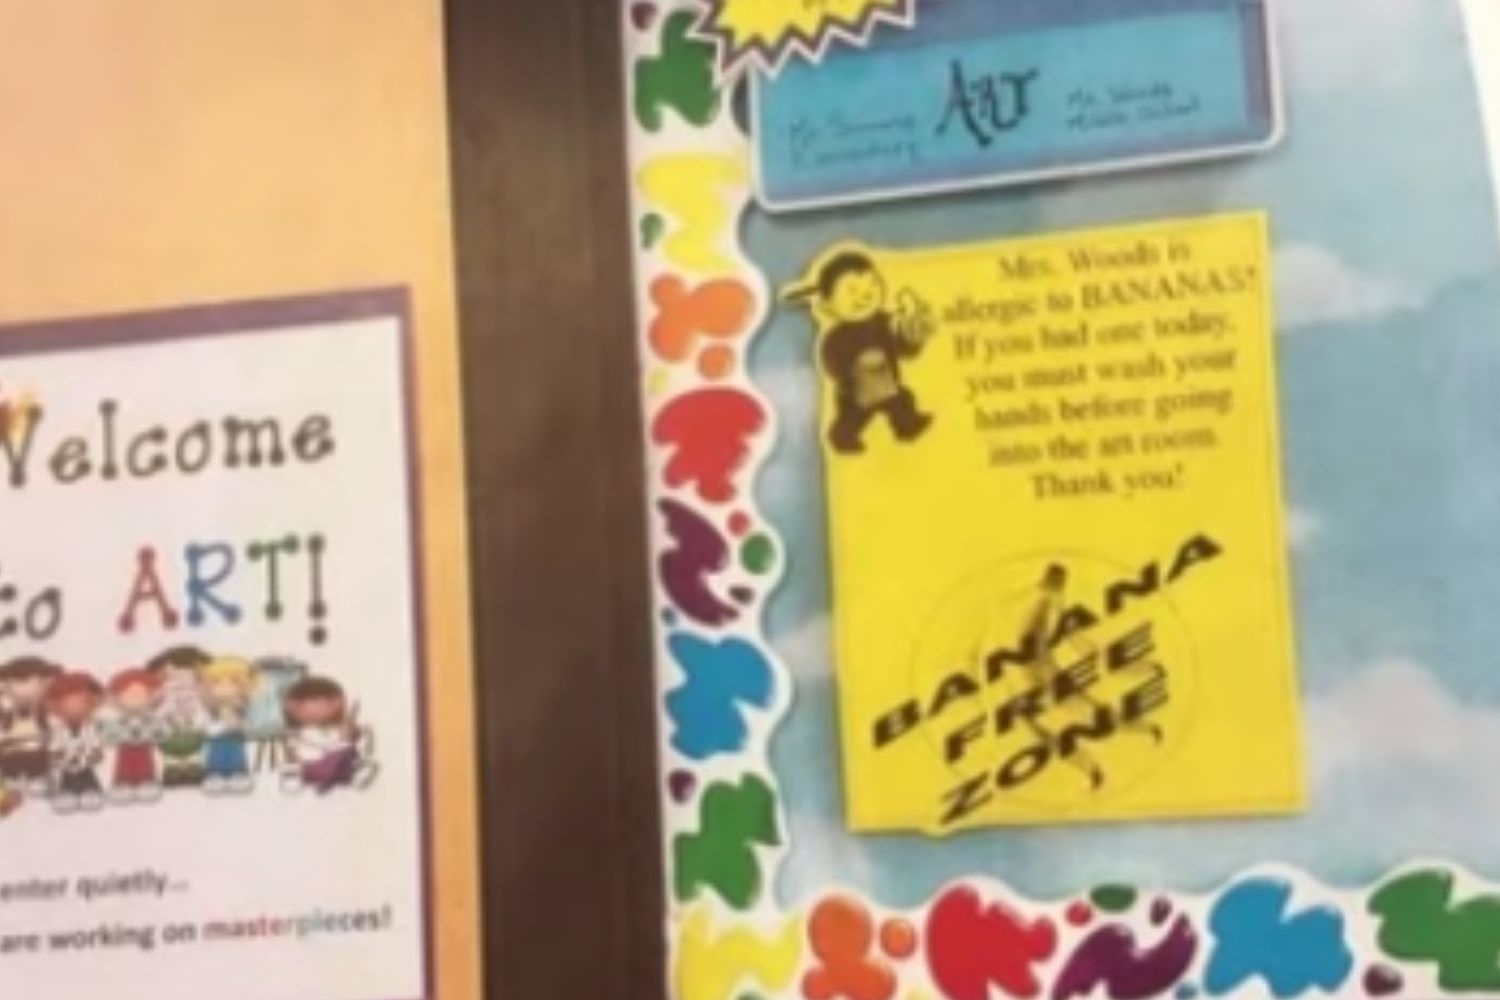 Welcome
to ART!
enter quietly...
are working on masterpieces!
ART
Mrs. Woods is
allergic to BANANAS!
If you had one today,
you must wash your
hands before going
into the art room.
Thank you!
BANANA
FREE
ZONE